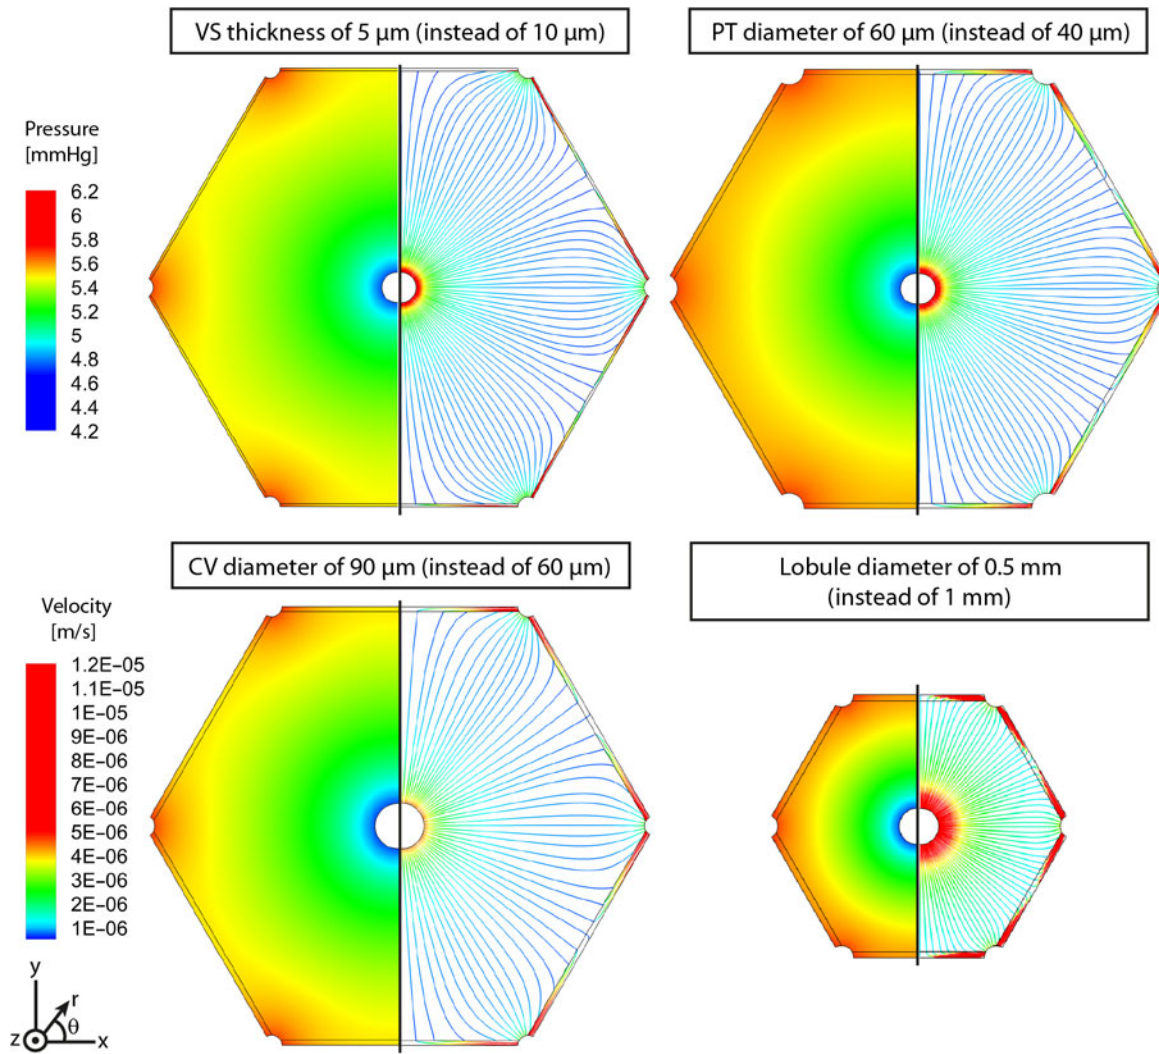 VS thickness of 5 µm (instead of 10 µm)
PT diameter of 60 µm (instead of 40 µm)
Pressure
[mmHg]
6.2
6
5.8
5.6
5.4
5.2
5
4.8
4.6
4.4
4.2
CV diameter of 90 µm (instead of 60 µm)
Lobule diameter of 0.5 mm
(instead of 1 mm)
Velocity
[m/s]
1.2E−05
1.1E−05
1E−05
9E−06
8E−06
7E−06
6E−06
5E−06
4E−06
3E−06
2E−06
1E−06
y
r
θ
z
x